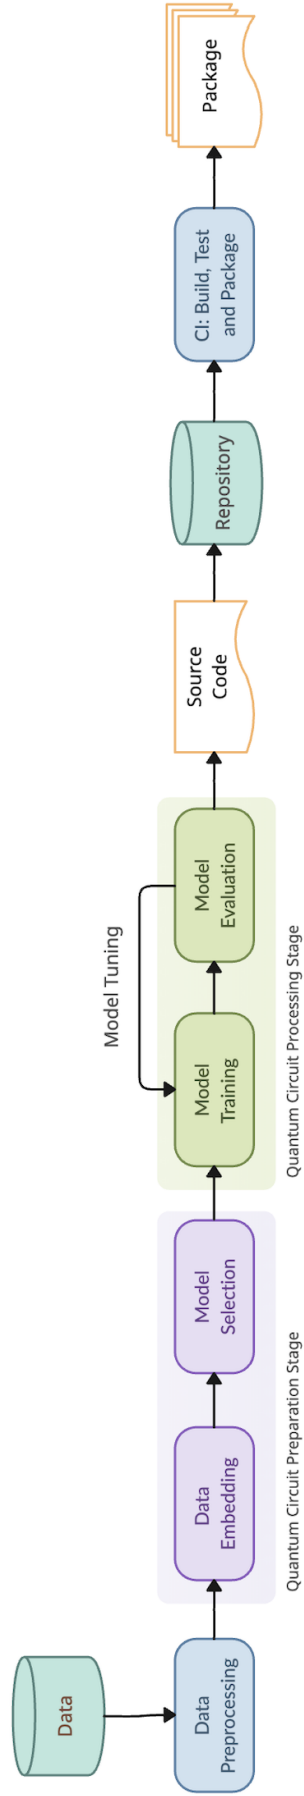 Data
Data
Preprocessing
Data
Embedding
Model
Selection
Quantum Circuit Preparation Stage
Model Tuning
Model
Training
Model
Evaluation
Quantum Circuit Processing Stage
Source
Code
Repository
CI: Build, Test
and Package
Package